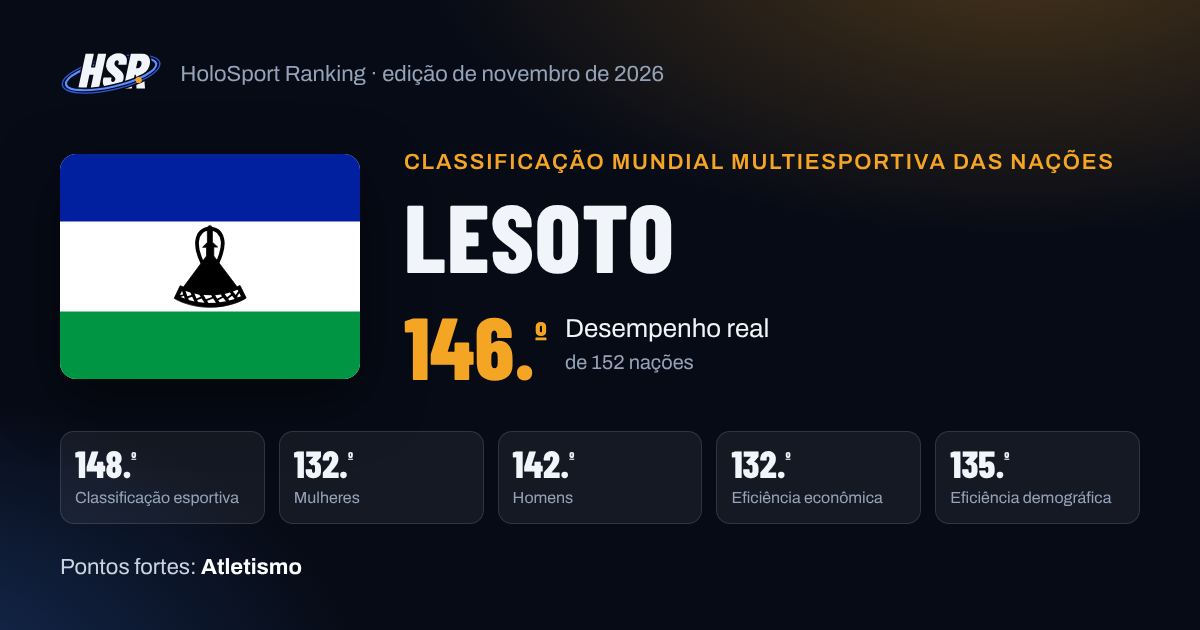 HSR
HoloSport Ranking · edição de novembro de 2026
CLASSIFICAÇÃO MUNDIAL MULTIESPORTIVA DAS NAÇÕES
LESOTO
146.º
Desempenho real
de 152 nações
148.º
Classificação esportiva
132.º
Mulheres
142.º
Homens
132.º
Eficiência econômica
135.º
Eficiência demográfica
Pontos fortes: Atletismo